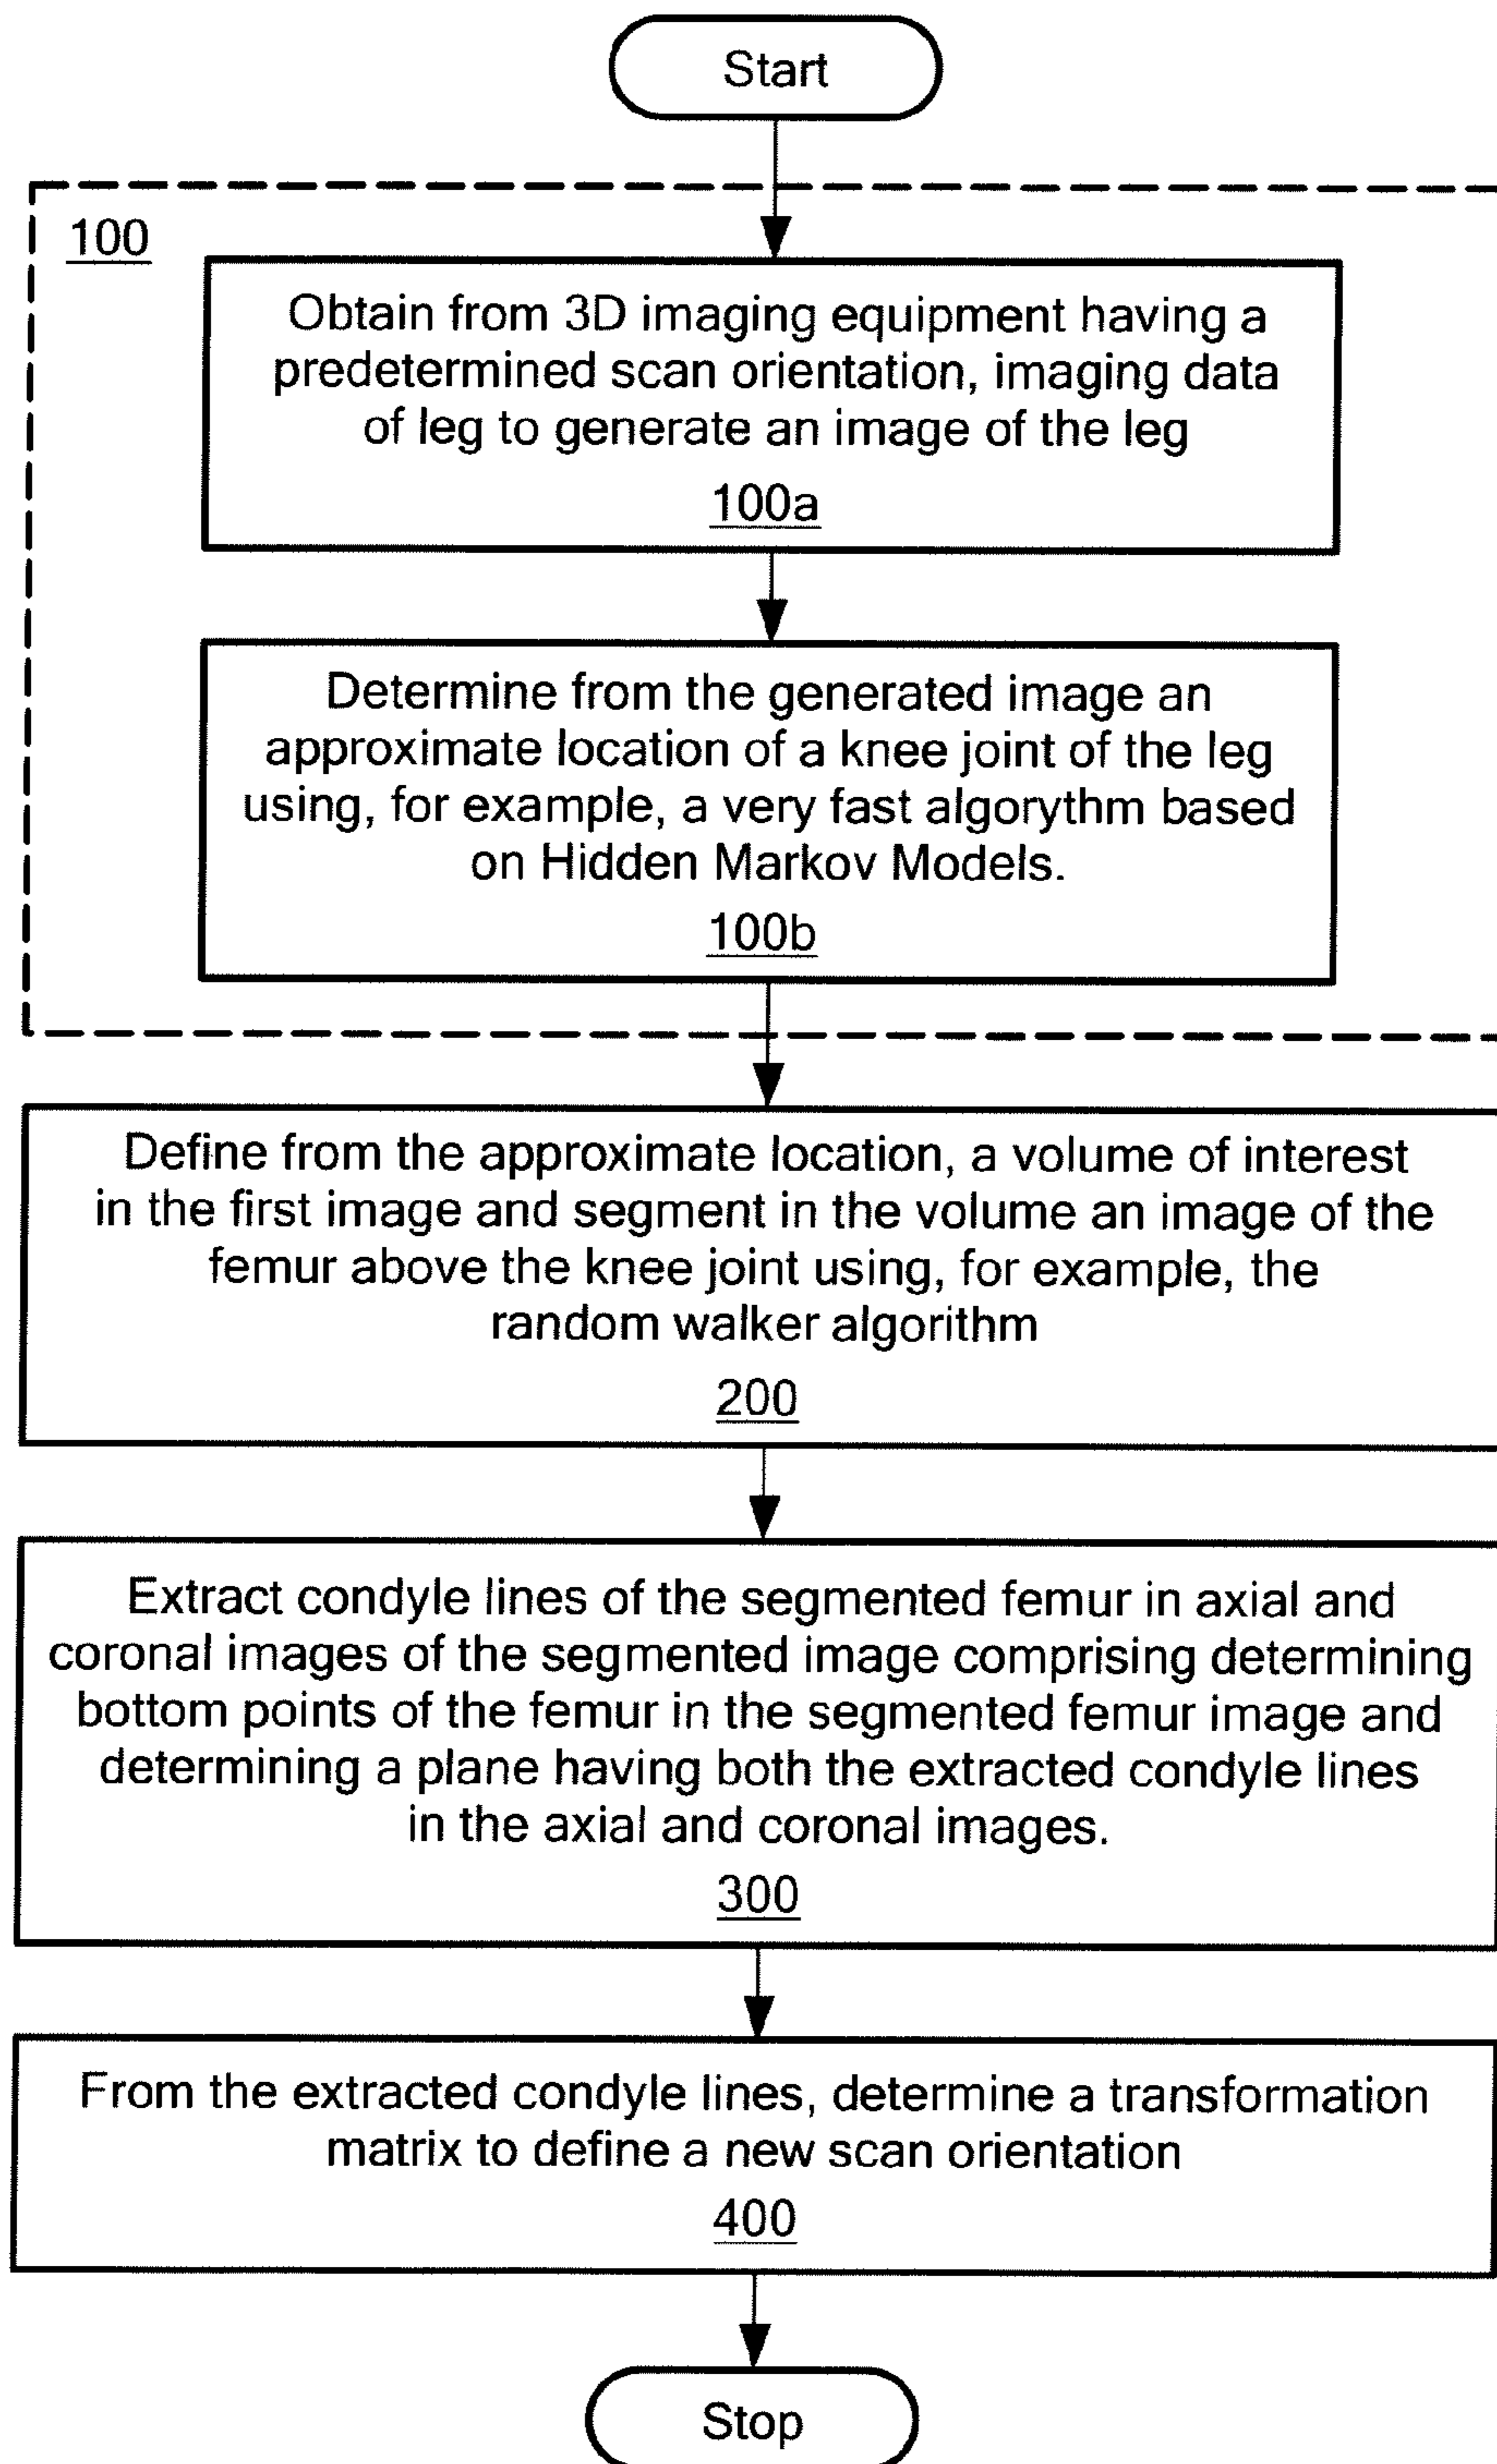 Start
100
Obtain from 3D imaging equipment having a
predetermined scan orientation, imaging data
of leg to generate an image of the leg
100a
Determine from the generated image an
approximate location of a knee joint of the leg
using, for example, a very fast algorythm based
on Hidden Markov Models.
100b
Define from the approximate location, a volume of interest
in the first image and segment in the volume an image of the
femur above the knee joint using, for example, the
random walker algorithm
200
Extract condyle lines of the segmented femur in axial and
coronal images of the segmented image comprising determining
bottom points of the femur in the segmented femur image and
determining a plane having both the extracted condyle lines
in the axial and coronal images.
300
From the extracted condyle lines, determine a transformation
matrix to define a new scan orientation
400
Stop